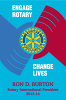 ENGAGE
ROTARY
CHANGE
LIVES
RON D. BURTON
Rotary International President
2013-14